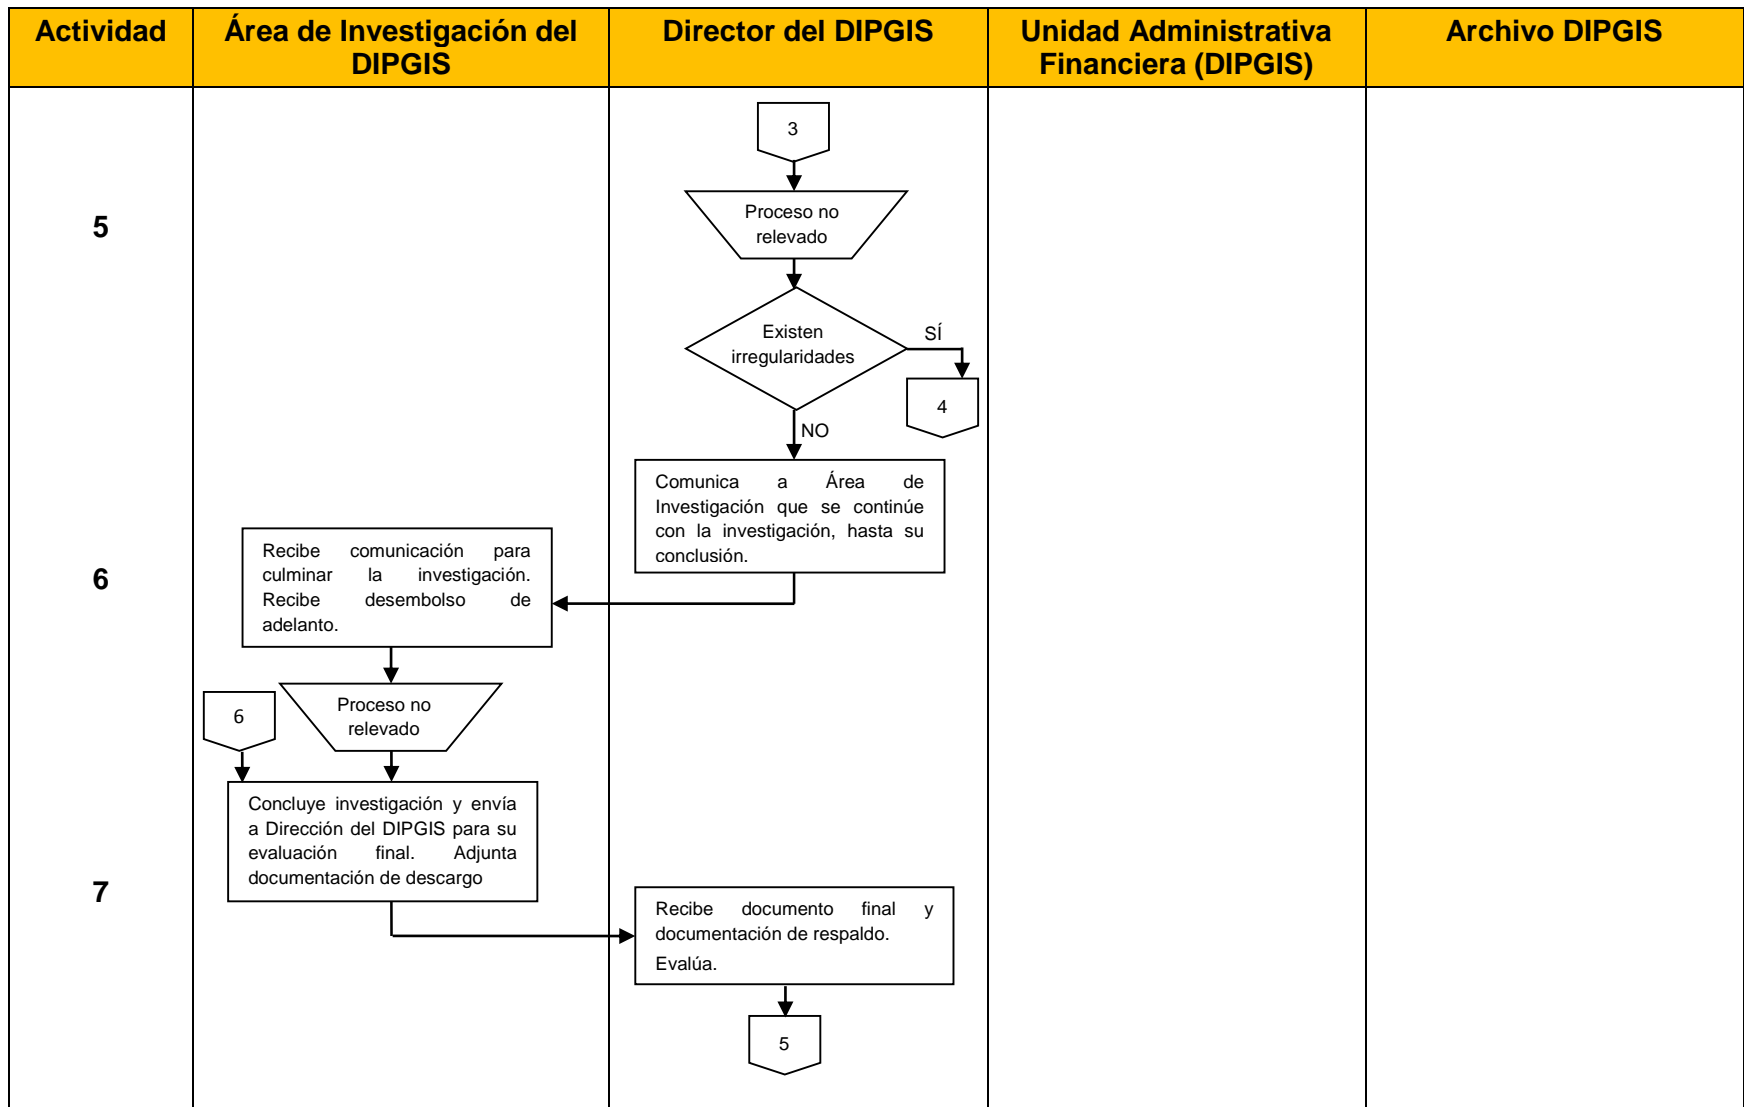 Actividad
Área de Investigación del
DIPGIS
Director del DIPGIS
Unidad Administrativa
Financiera (DIPGIS)
Archivo DIPGIS
3
5
Proceso no
relevado
Existen
irregularidades
SÍ
4
NO
Comunica a Área de
Investigación que se continúe
con la investigación, hasta su
conclusión.
6
Recibe comunicación para
culminar la investigación.
Recibe desembolso de
adelanto.
Proceso no
relevado
6
Concluye investigación y envía
a Dirección del DIPGIS para su
evaluación final. Adjunta
documentación de descargo
7
Recibe documento final y
documentación de respaldo.
Evalúa.
5